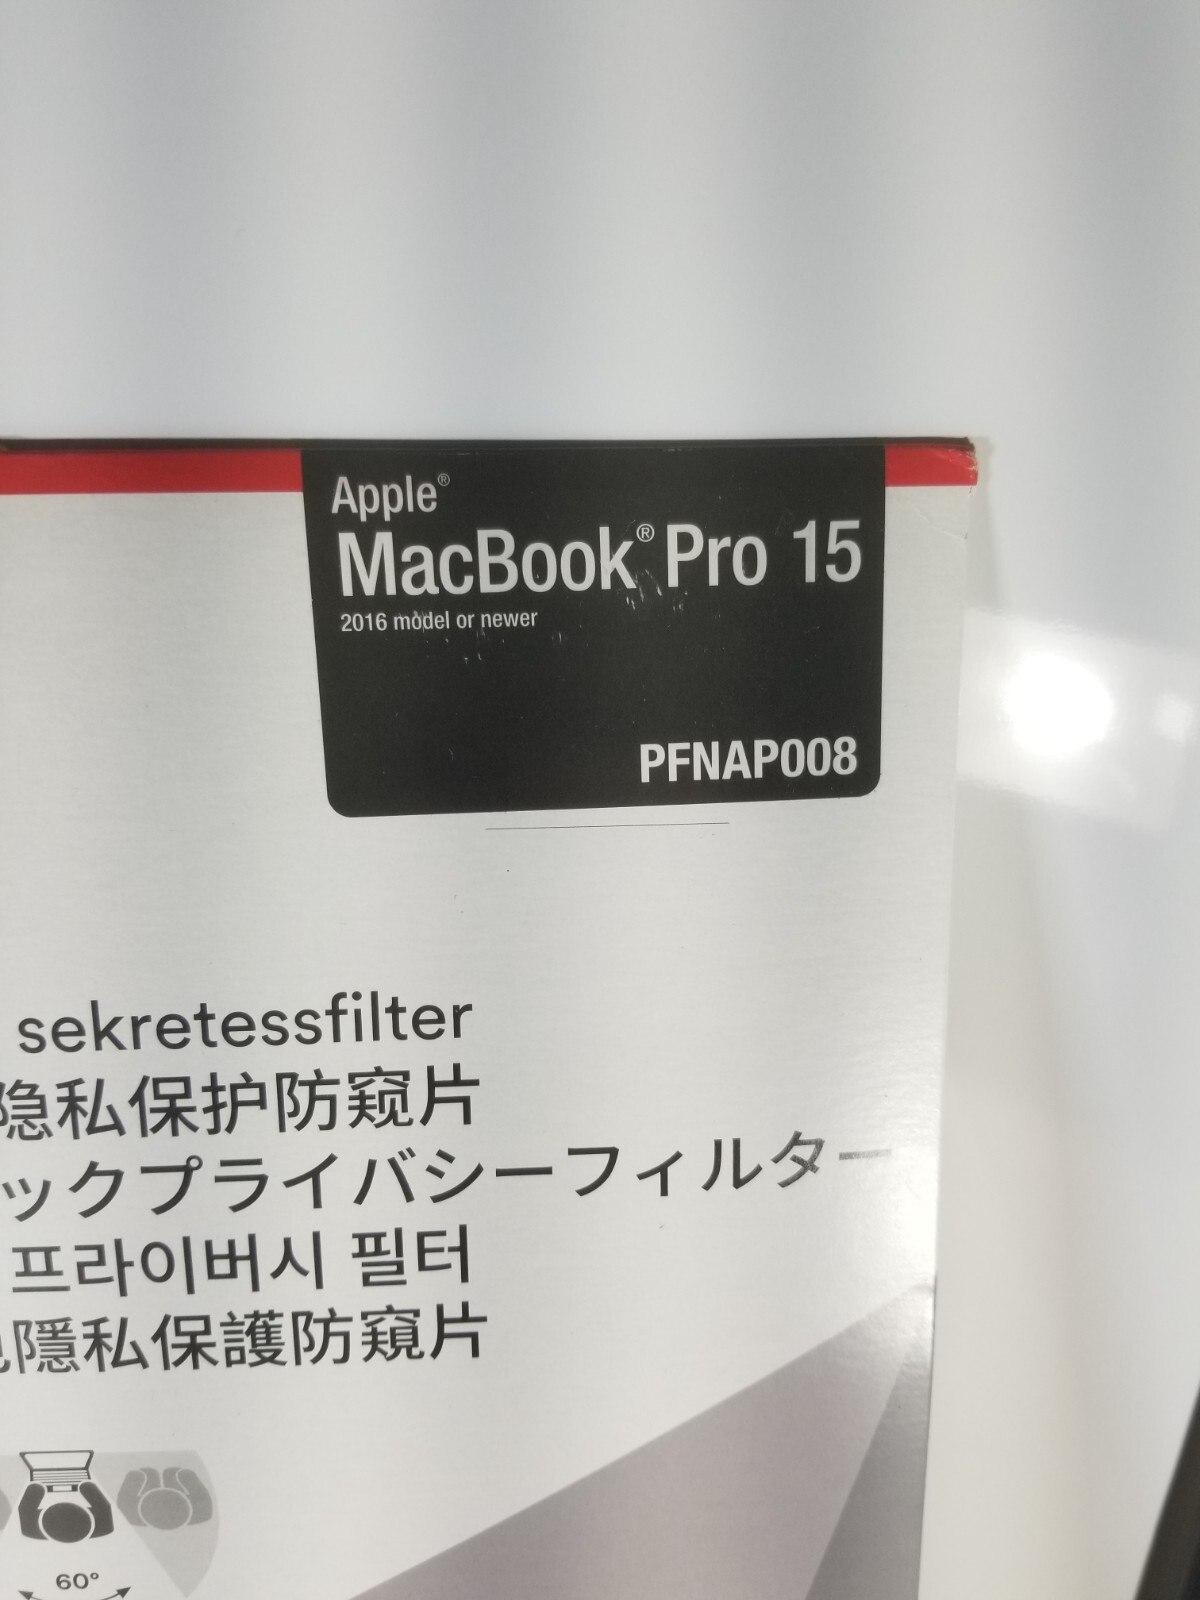 Apple®
MacBook® Pro 15
2016 model or newer
PFNAP008
sekretessfilter
隐私保护防窥片
ックプライバシーフィルター
프라이버시 필터
隱私保護防窺片
60°